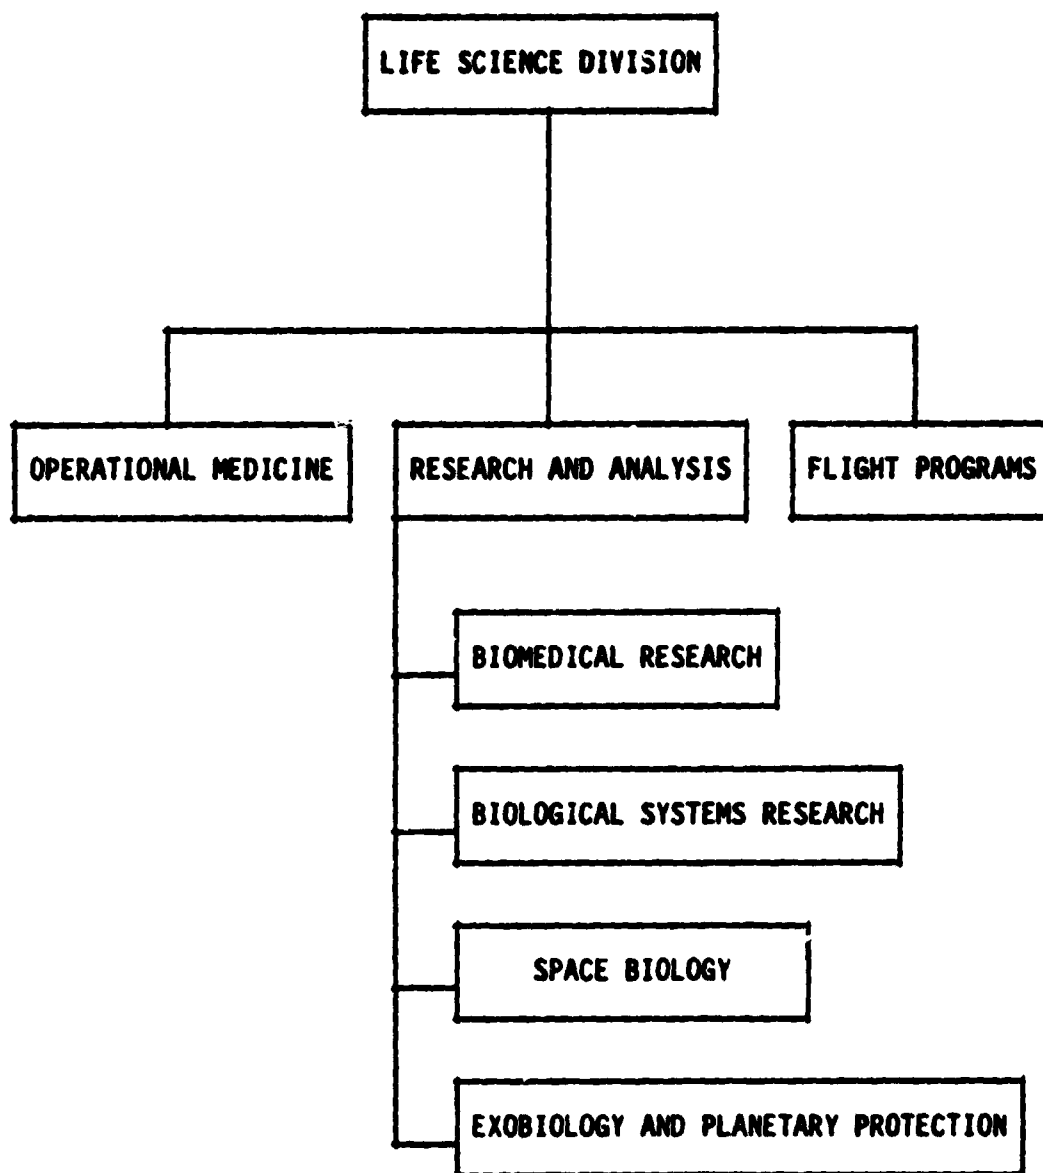 LIFE SCIENCE DIVISION
OPERATIONAL MEDICINE
RESEARCH AND ANALYSIS
FLIGHT PROGRAMS
BIOMEDICAL RESEARCH
BIOLOGICAL SYSTEMS RESEARCH
SPACE BIOLOGY
EXOBIOLOGY AND PLANETARY PROTECTION